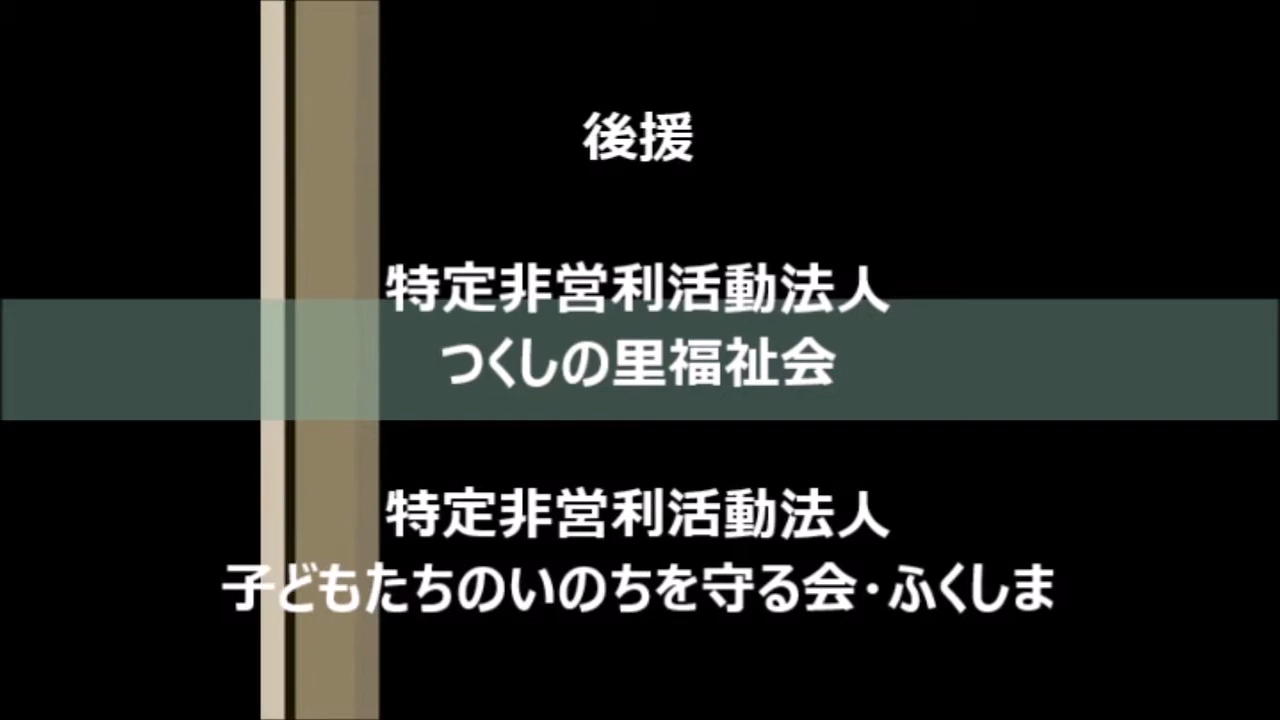 後援
特定非営利活動法人
つくしの里福祉会
特定非営利活動法人
子どもたちのいのちを守る会・ふくしま